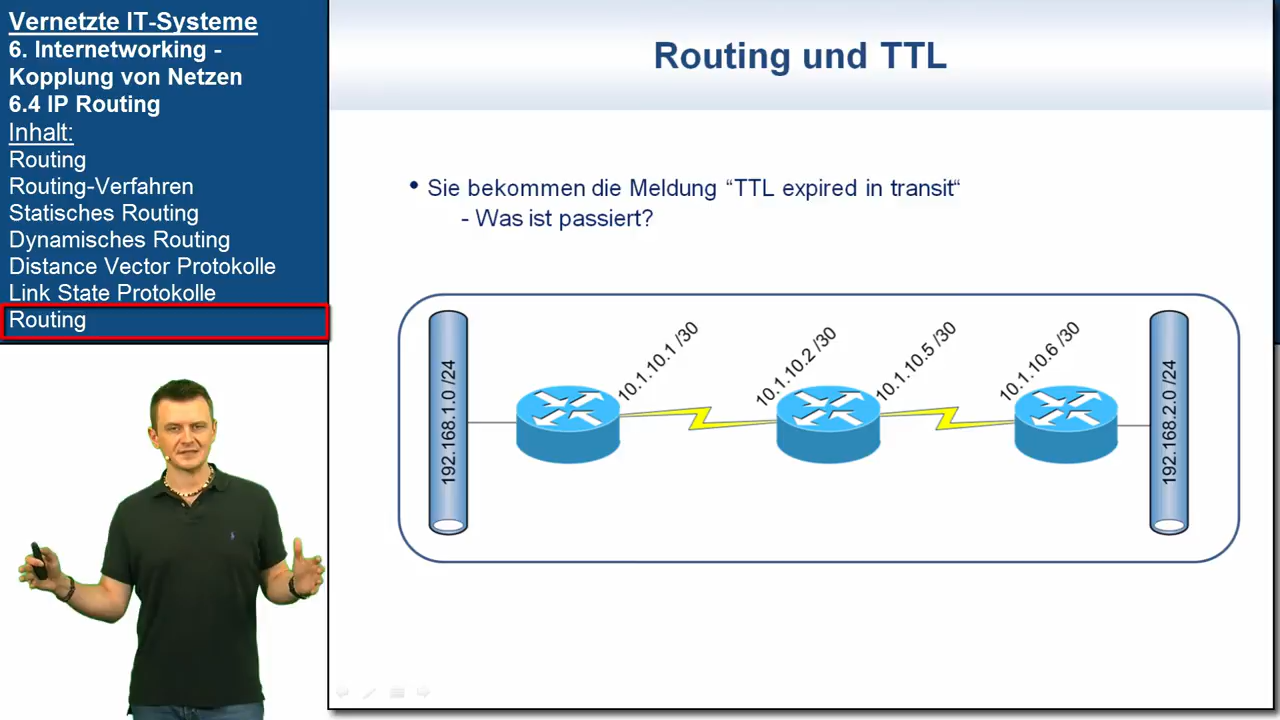 Vernetzte IT-Systeme
6. Internetworking -
Kopplung von Netzen
6.4 IP Routing
Inhalt:
Routing
Routing-Verfahren
Statisches Routing
Dynamisches Routing
Distance Vector Protokolle
Link State Protokolle
Routing
Routing und TTL
• Sie bekommen die Meldung “TTL expired in transit“
- Was ist passiert?
192.168.1.0 /24
10.1.10.1 /30
10.1.10.2 /30
10.1.10.5 /30
10.1.10.6 /30
192.168.2.0 /24